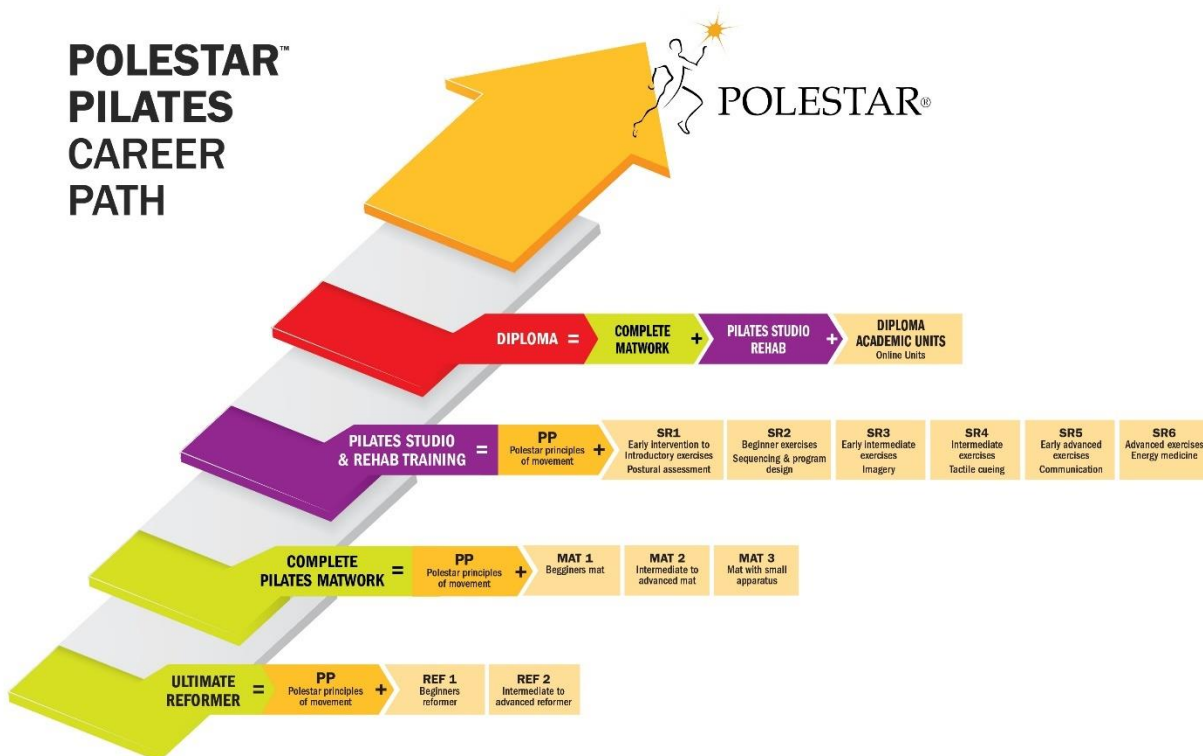 POLESTAR™
PILATES
CAREER
PATH
POLESTAR®
DIPLOMA =
COMPLETE
MATWORK
+
PILATES STUDIO
REHAB
+
DIPLOMA
ACADEMIC UNITS
Online Units
PILATES STUDIO
& REHAB TRAINING =
PP
Polestar principles
of movement
+
SR1
Early intervention to
Introductory exercises
Postural assessment
SR2
Beginner exercises
Sequencing & program
design
SR3
Early intermediate
exercises
Imagery
SR4
Intermediate
exercises
Tactile cueing
SR5
Early advanced
exercises
Communication
SR6
Advanced exercises
Energy medicine
COMPLETE
PILATES MATWORK =
PP
Polestar principles
of movement
+
MAT 1
Begginers mat
MAT 2
Intermediate to
advanced mat
MAT 3
Mat with small
apparatus
ULTIMATE
REFORMER =
PP
Polestar principles
of movement
+
REF 1
Beginners
reformer
REF 2
Intermediate to
advanced reformer